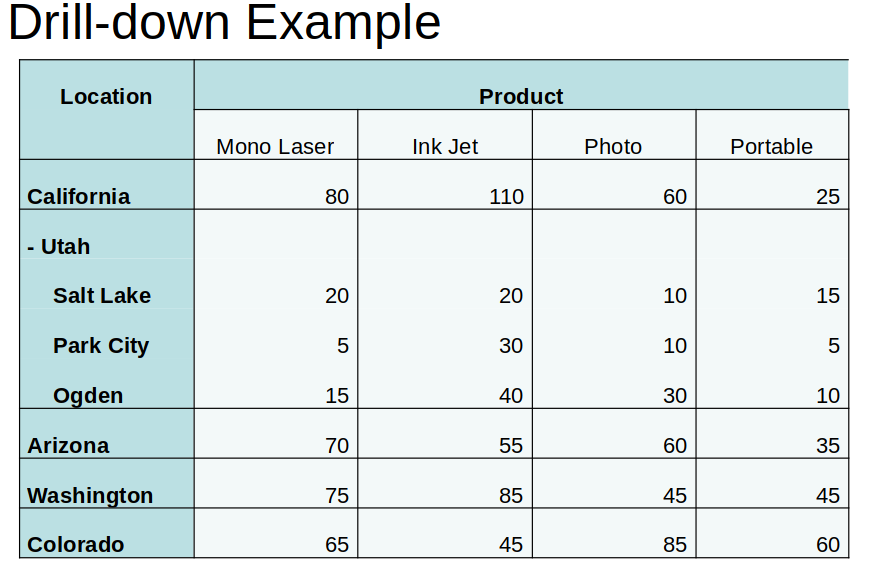 Drill-down Example
Location Product
Mono Laser Ink Jet Photo Portable
California 80 110 60 25
- Utah
Salt Lake 20 20 10 15
Park City 5 30 10 5
Ogden 15 40 30 10
Arizona 70 55 60 35
Washington 75 85 45 45
Colorado 65 45 85 60